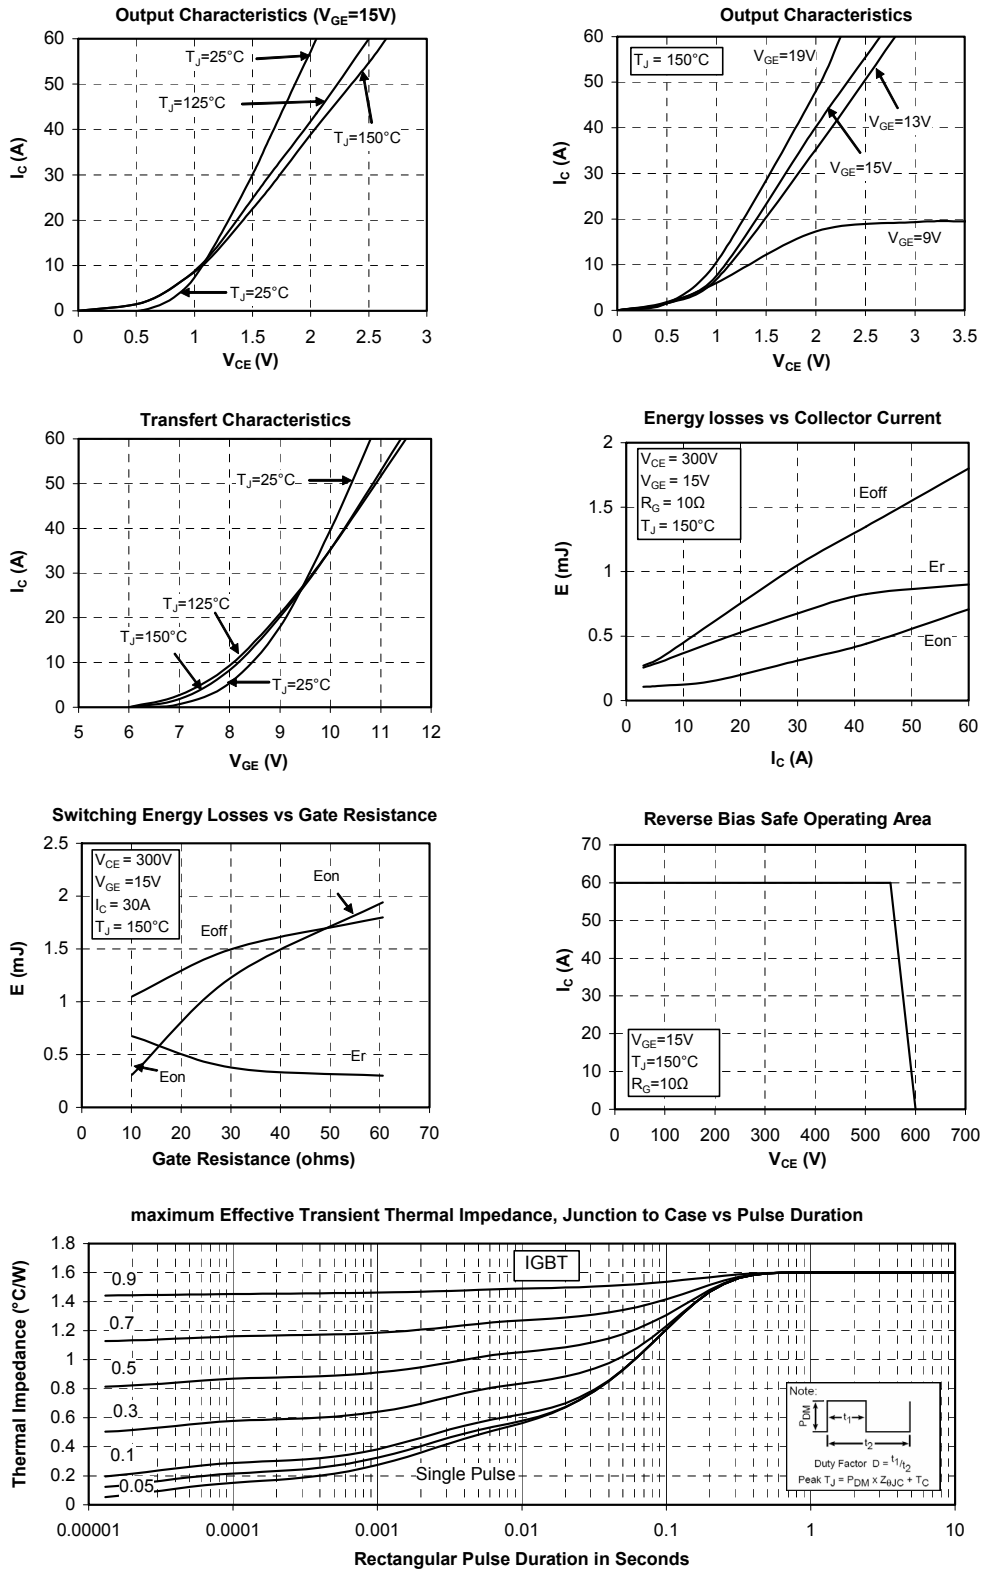 Output Characteristics (VGE=15V)
60
50
40
30
20
10
0
IC (A)
TJ=25°C
TJ=125°C
TJ=150°C
TJ=25°C
0 0.5 1 1.5 2 2.5 3
VCE (V)
Output Characteristics
60
50
40
30
20
10
0
IC (A)
TJ = 150°C
VGE=19V
VGE=13V
VGE=15V
VGE=9V
0 0.5 1 1.5 2 2.5 3 3.5
VCE (V)
Transfert Characteristics
60
50
40
30
20
10
0
IC (A)
TJ=25°C
TJ=125°C
TJ=150°C
TJ=25°C
5 6 7 8 9 10 11 12
VGE (V)
Energy losses vs Collector Current
2
1.5
1
0.5
0
E (mJ)
VCE = 300V
VGE = 15V
RG = 10Ω
TJ = 150°C
Eoff
Er
Eon
0 10 20 30 40 50 60
IC (A)
Switching Energy Losses vs Gate Resistance
2.5
2
1.5
1
0.5
0
E (mJ)
VCE = 300V
VGE =15V
IC = 30A
TJ = 150°C
Eon
Eoff
Er
Eon
0 10 20 30 40 50 60 70
Gate Resistance (ohms)
Reverse Bias Safe Operating Area
70
60
50
40
30
20
10
0
IC (A)
VGE=15V
TJ=150°C
RG=10Ω
0 100 200 300 400 500 600 700
VCE (V)
maximum Effective Transient Thermal Impedance, Junction to Case vs Pulse Duration
1.8
1.6
1.4
1.2
1
0.8
0.6
0.4
0.2
0
Thermal Impedance (°C/W)
IGBT
0.9
0.7
0.5
0.3
0.1
0.05
Single Pulse
Note:
PDM
t1
t2
Duty Factor D = t1/t2
Peak TJ = PDM x ZθJC + TC
0.00001 0.0001 0.001 0.01 0.1 1 10
Rectangular Pulse Duration in Seconds